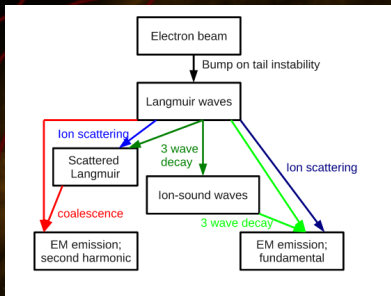 Electron beam
Bump on tail instability
Langmuir waves
Ion scattering
3 wave
decay
Ion scattering
Scattered
Langmuir
Ion-sound waves
coalescence
3 wave decay
EM emission;
second harmonic
EM emission;
fundamental